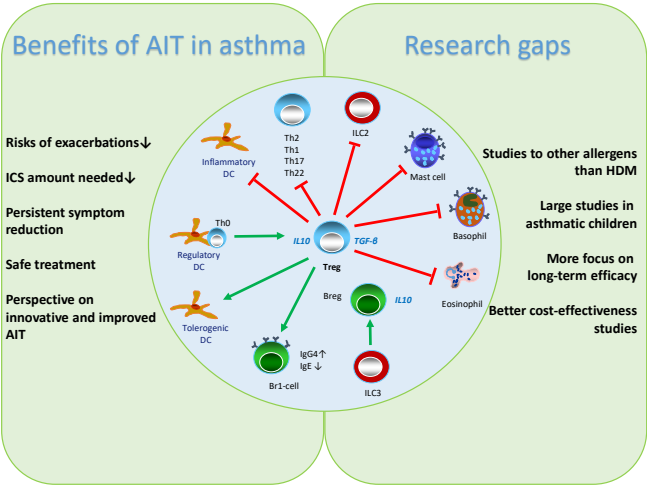 Benefits of AIT in asthma
Research gaps
Risks of exacerbations↓
ICS amount needed↓
Persistent symptom
reduction
Safe treatment
Perspective on
innovative and improved
AIT
Inflammatory
DC
Th2
Th1
Th17
Th22
ILC2
Mast cell
Basophil
Eosinophil
Th0
Regulatory
DC
IL10
TGF-ß
Treg
Tolerogenic
DC
Breg
IL10
IgG4↑
IgE ↓
Br1-cell
ILC3
Studies to other allergens
than HDM
Large studies in
asthmatic children
More focus on
long-term efficacy
Better cost-effectiveness
studies